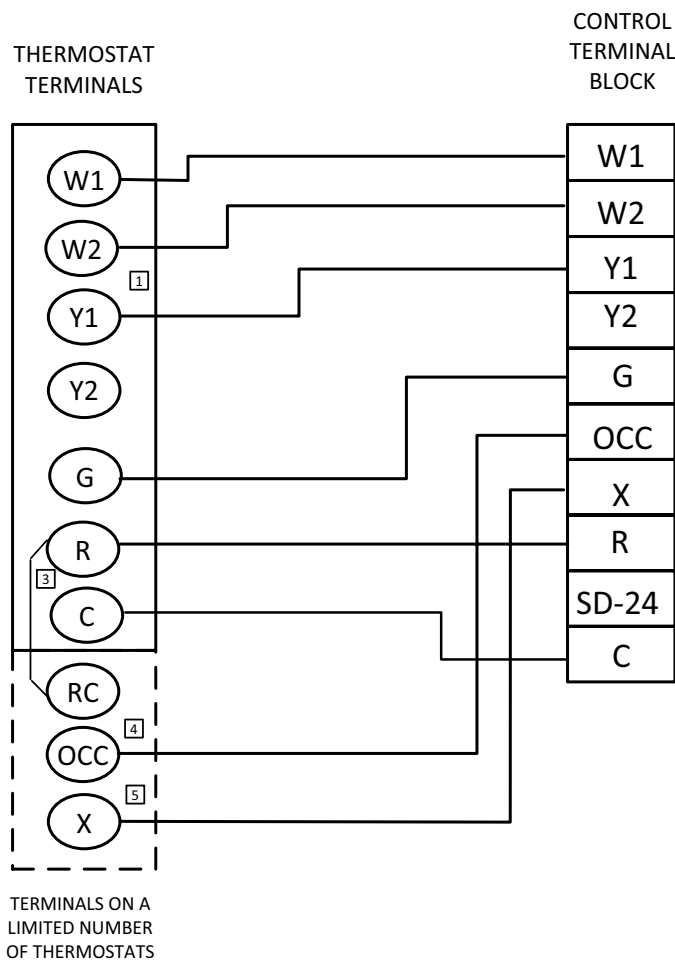 THERMOSTAT
TERMINALS
CONTROL
TERMINAL
BLOCK
W1
W2
1
Y1
Y2
G
R
3
C
RC
4
OCC
5
X
W1
W2
Y1
Y2
G
OCC
X
R
SD-24
C
TERMINALS ON A
LIMITED NUMBER
OF THERMOSTATS